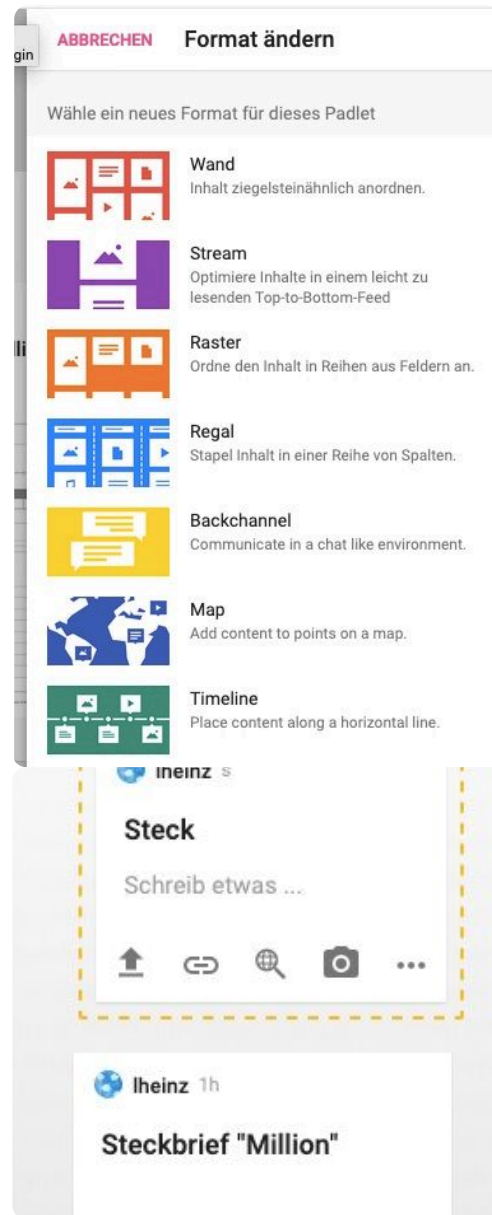 gin
ABBRECHEN Format ändern
Wähle ein neues Format für dieses Padlet
Wand
Inhalt ziegelsteinähnlich anordnen.
Stream
Optimiere Inhalte in einem leicht zu
lesenden Top-to-Bottom-Feed
Raster
Ordne den Inhalt in Reihen aus Feldern an.
lli
Regal
Stapel Inhalt in einer Reihe von Spalten.
Backchannel
Communicate in a chat like environment.
Map
Add content to points on a map.
Timeline
Place content along a horizontal line.
lheinz s
Steck
Schreib etwas ...
lheinz 1h
Steckbrief "Million"